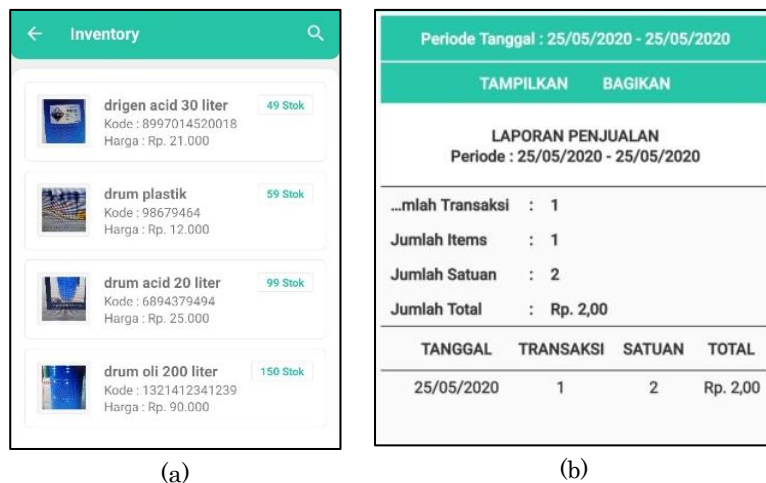 Inventory
drigen acid 30 liter 49 Stok
Kode : 8997014520018
Harga : Rp. 21.000
drum plastik 59 Stok
Kode : 98679464
Harga : Rp. 12.000
drum acid 20 liter 99 Stok
Kode : 6894379494
Harga : Rp. 25.000
drum oli 200 liter 150 Stok
Kode : 1321412341239
Harga : Rp. 90.000
(a)
Periode Tanggal : 25/05/2020 - 25/05/2020
TAMPILKAN BAGIKAN
LAPORAN PENJUALAN
Periode : 25/05/2020 - 25/05/2020
...mlah Transaksi : 1
Jumlah Items : 1
Jumlah Satuan : 2
Jumlah Total : Rp. 2,00
TANGGAL TRANSAKSI SATUAN TOTAL
25/05/2020 1 2 Rp. 2,00
(b)